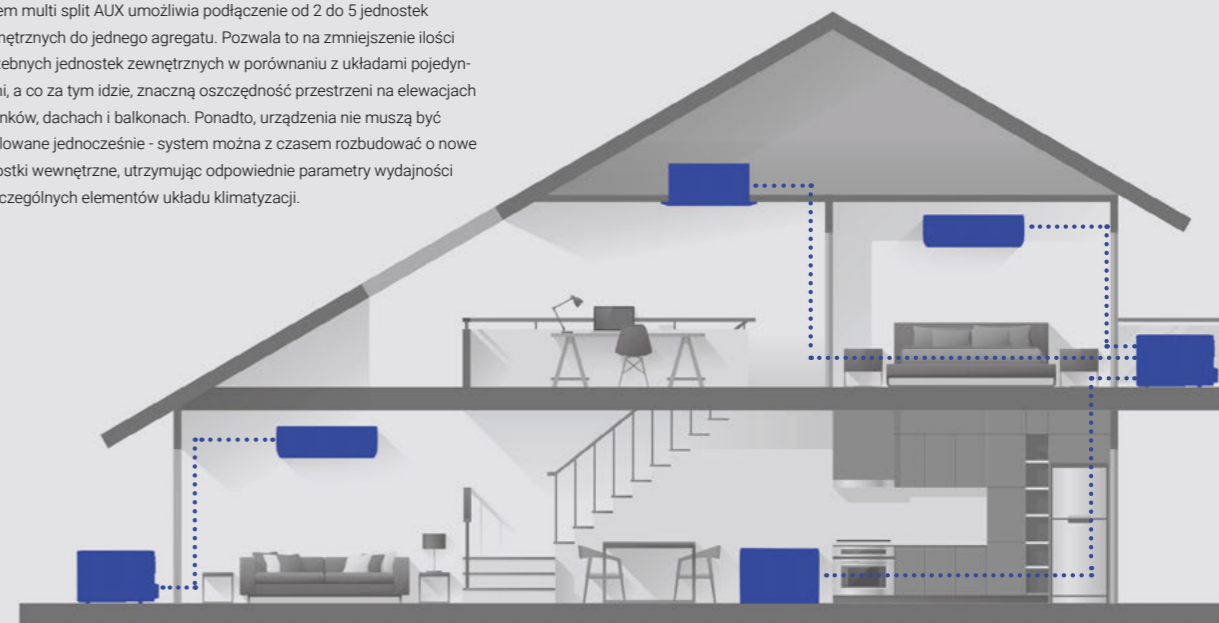 em multi split AUX umożliwia podłączenie od 2 do 5 jednostek
nętrznych do jednego agregatu. Pozwala to na zmniejszenie ilości
zebnych jednostek zewnętrznych w porównaniu z układami pojedyn-
ni, a co za tym idzie, znaczną oszczędność przestrzeni na elewacjach
nków, dachach i balkonach. Ponadto, urządzenia nie muszą być
lowane jednocześnie - system można z czasem rozbudować o nowe
ostki wewnętrzne, utrzymując odpowiednie parametry wydajności
czególnych elementów układu klimatyzacji.